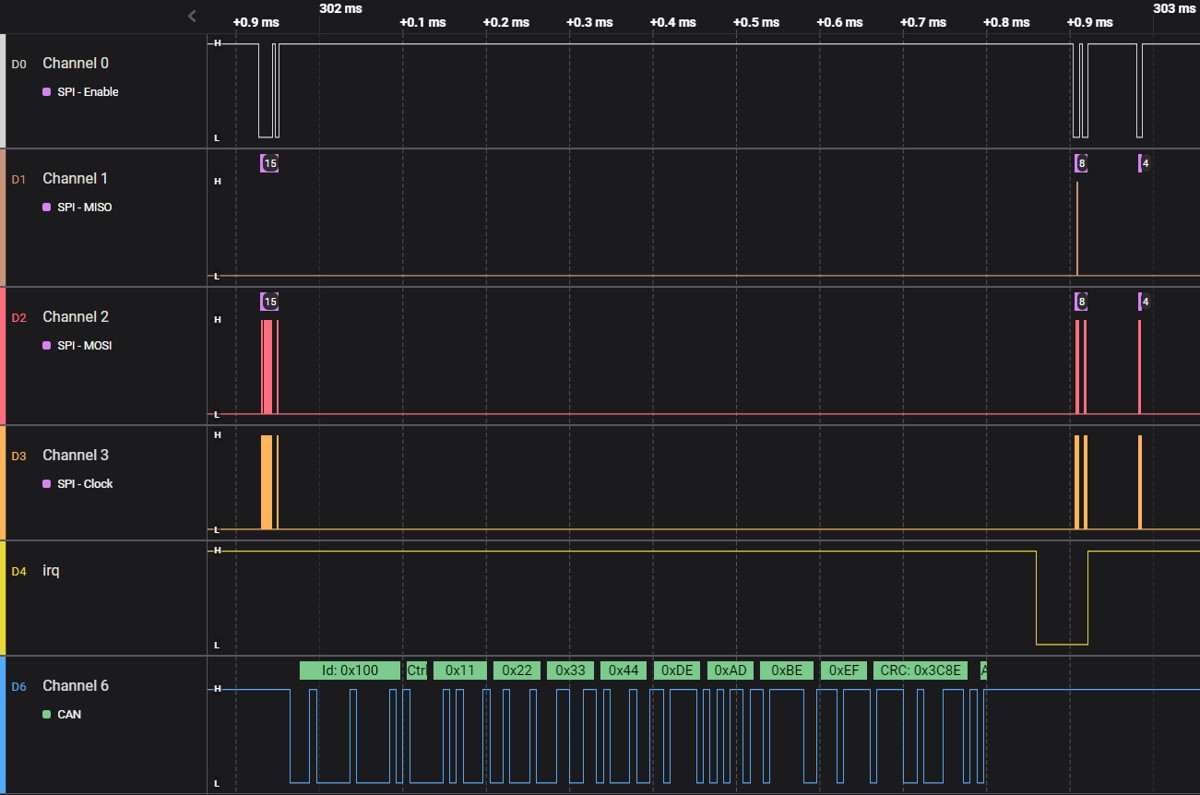 302 ms
303 ms
+0.9 ms
+0.1 ms
+0.2 ms
+0.3 ms
+0.4 ms
+0.5 ms
+0.6 ms
+0.7 ms
+0.8 ms
+0.9 ms
D0 Channel 0
SPI - Enable
H
L
D1 Channel 1
SPI - MISO
H
L
15
8
4
D2 Channel 2
SPI - MOSI
H
L
15
8
4
D3 Channel 3
SPI - Clock
H
L
D4 irq
H
L
D6 Channel 6
CAN
H
L
Id: 0x100 Ctrl 0x11 0x22 0x33 0x44 0xDE 0xAD 0xBE 0xEF CRC: 0x3C8E A